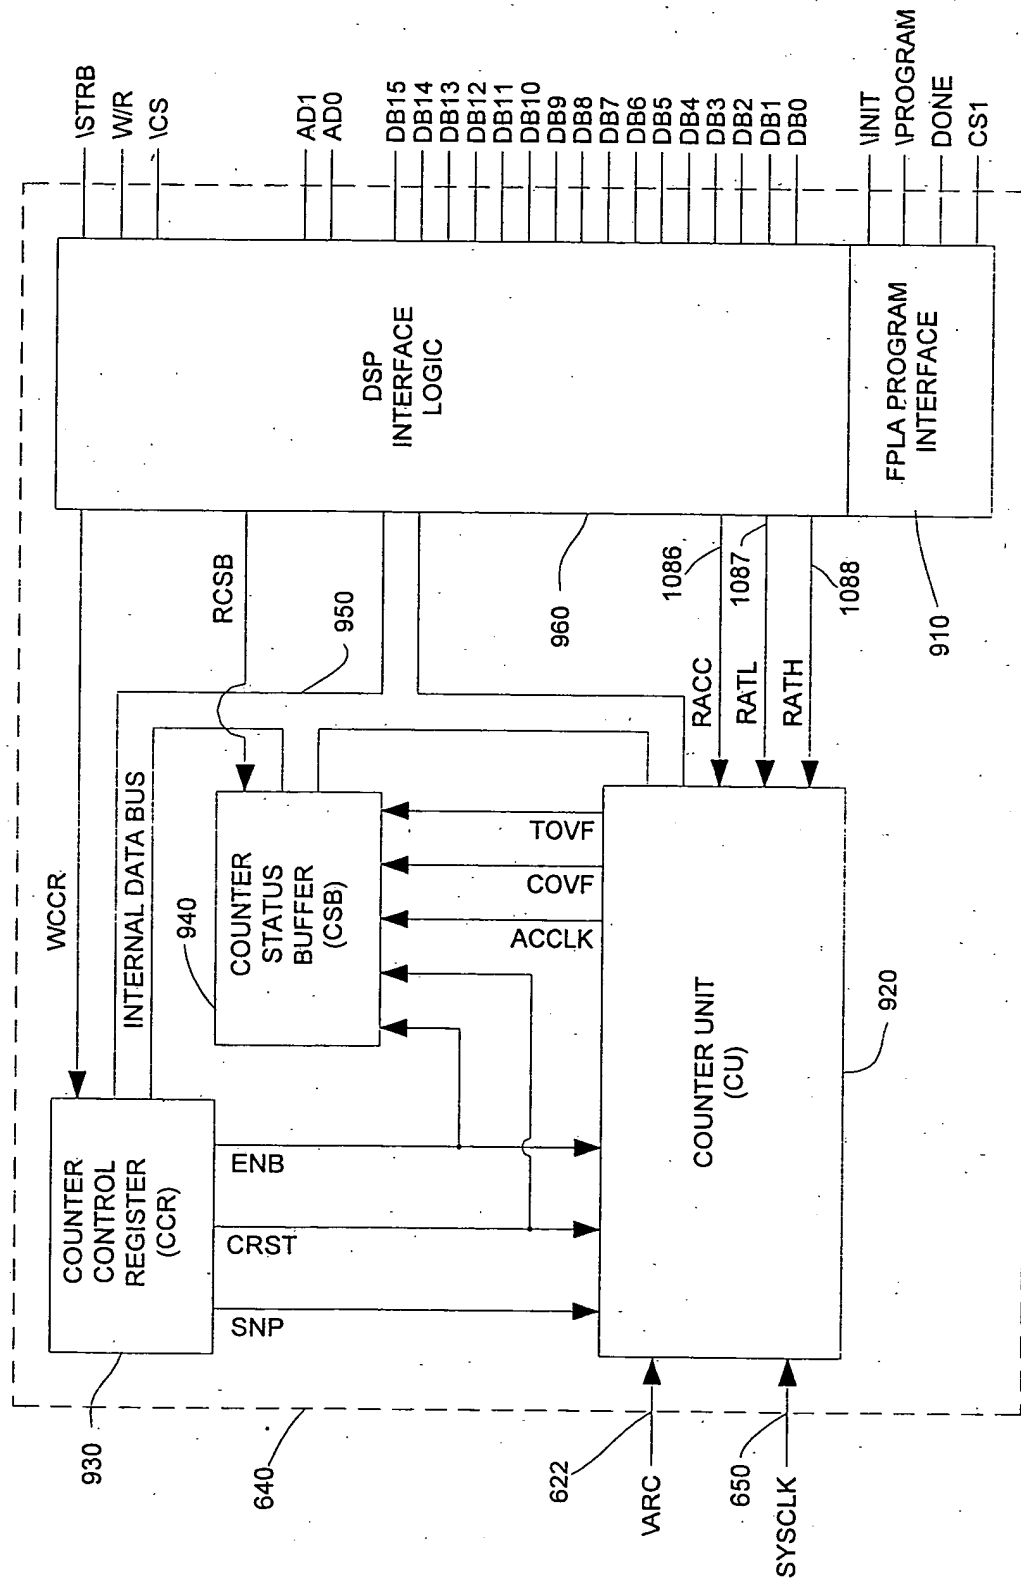 \STRB
W/R
\CS
AD1
AD0
DB15
DB14
DB13
DB12
DB11
DB10
DB9
DB8
DB7
DB6
DB5
DB4
DB3
DB2
DB1
DB0
\INIT
\PROGRAM
DONE
CS1
DSP
INTERFACE
LOGIC
FPLA PROGRAM
INTERFACE
WCCR
RCSB
INTERNAL DATA BUS
950
960
1086
1087
1088
910
RACC
RATL
RATH
940
COUNTER
STATUS
BUFFER
(CSB)
TOVF
COVF
ACCLK
COUNTER
CONTROL
REGISTER
(CCR)
ENB
CRST
SNP
COUNTER UNIT
(CU)
920
930
640
622
\ARC
650
SYSCLK